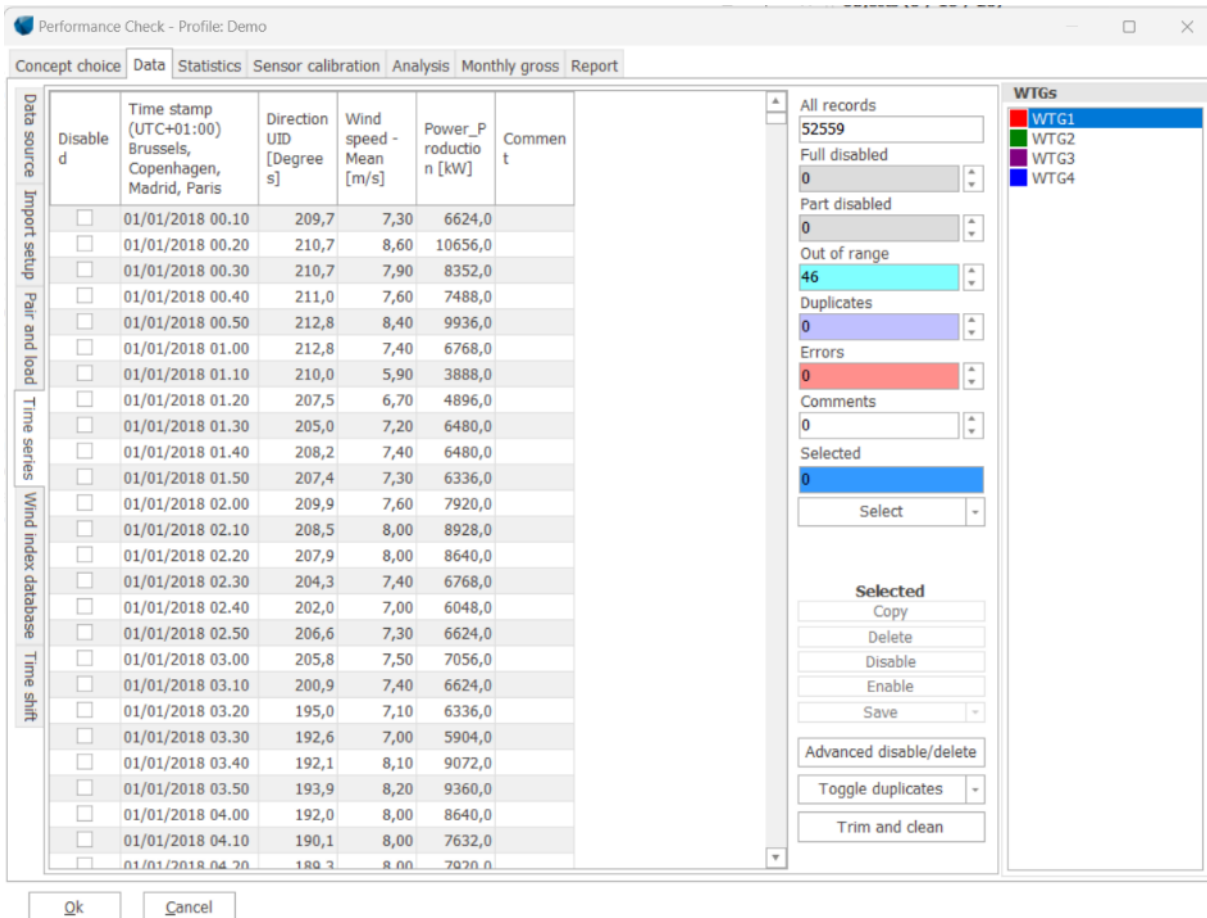 Performance Check - Profile: Demo
Concept choice Data Statistics Sensor calibration Analysis Monthly gross Report
Data source
Import setup
Pair and load
Time series
Wind index database
Time shift
Disable
d
Time stamp
(UTC+01:00)
Brussels,
Copenhagen,
Madrid, Paris
Direction
UID
[Degree
s]
Wind
speed -
Mean
[m/s]
Power_P
roductio
n [kW]
Commen
t
01/01/2018 00.10 209,7 7,30 6624,0
01/01/2018 00.20 210,7 8,60 10656,0
01/01/2018 00.30 210,7 7,90 8352,0
01/01/2018 00.40 211,0 7,60 7488,0
01/01/2018 00.50 212,8 8,40 9936,0
01/01/2018 01.00 212,8 7,40 6768,0
01/01/2018 01.10 210,0 5,90 3888,0
01/01/2018 01.20 207,5 6,70 4896,0
01/01/2018 01.30 205,0 7,20 6480,0
01/01/2018 01.40 208,2 7,40 6480,0
01/01/2018 01.50 207,4 7,30 6336,0
01/01/2018 02.00 209,9 7,60 7920,0
01/01/2018 02.10 208,5 8,00 8928,0
01/01/2018 02.20 207,9 8,00 8640,0
01/01/2018 02.30 204,3 7,40 6768,0
01/01/2018 02.40 202,0 7,00 6048,0
01/01/2018 02.50 206,6 7,30 6624,0
01/01/2018 03.00 205,8 7,50 7056,0
01/01/2018 03.10 200,9 7,40 6624,0
01/01/2018 03.20 195,0 7,10 6336,0
01/01/2018 03.30 192,6 7,00 5904,0
01/01/2018 03.40 192,1 8,10 9072,0
01/01/2018 03.50 193,9 8,20 9360,0
01/01/2018 04.00 192,0 8,00 8640,0
01/01/2018 04.10 190,1 8,00 7632,0
01/01/2018 04.20 189,3 8,00 7920,0
All records
52559
Full disabled
0
Part disabled
0
Out of range
46
Duplicates
0
Errors
0
Comments
0
Selected
0
Select
Selected
Copy
Delete
Disable
Enable
Save
Advanced disable/delete
Toggle duplicates
Trim and clean
WTGs
WTG1
WTG2
WTG3
WTG4
Ok Cancel